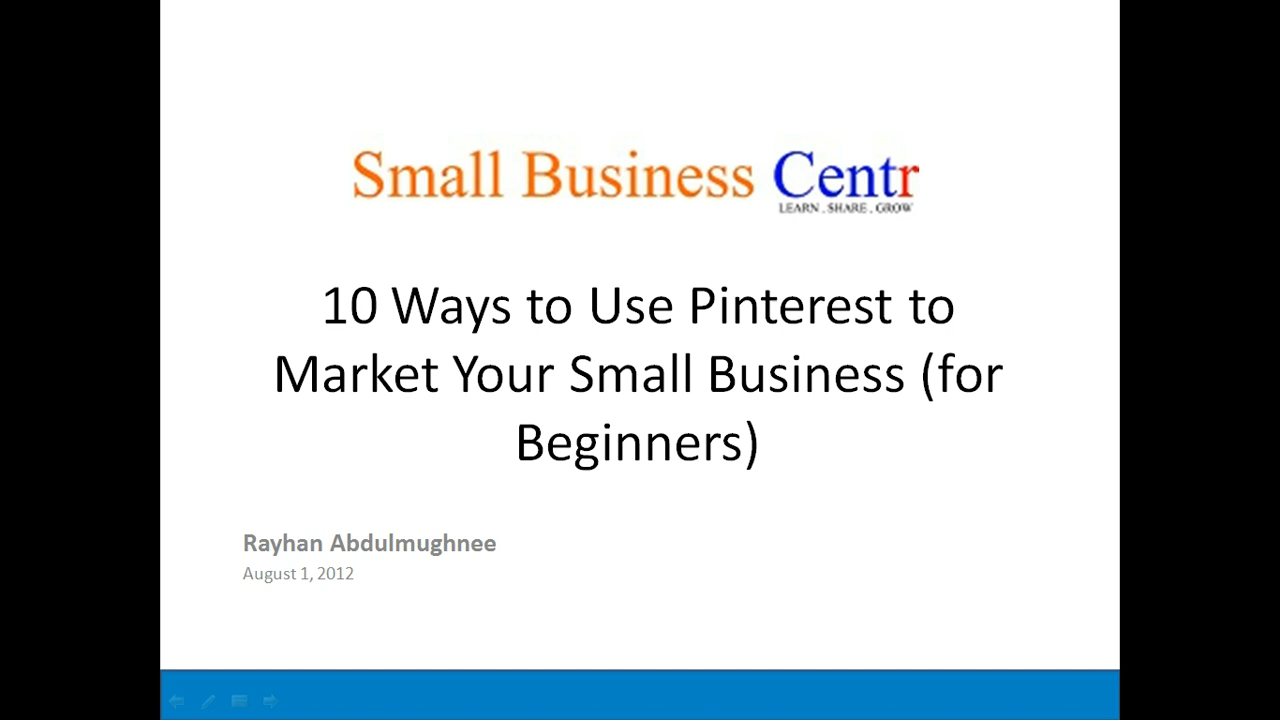 Small Business Centr
LEARN . SHARE . GROW
10 Ways to Use Pinterest to
Market Your Small Business (for
Beginners)
Rayhan Abdulmughnee
August 1, 2012